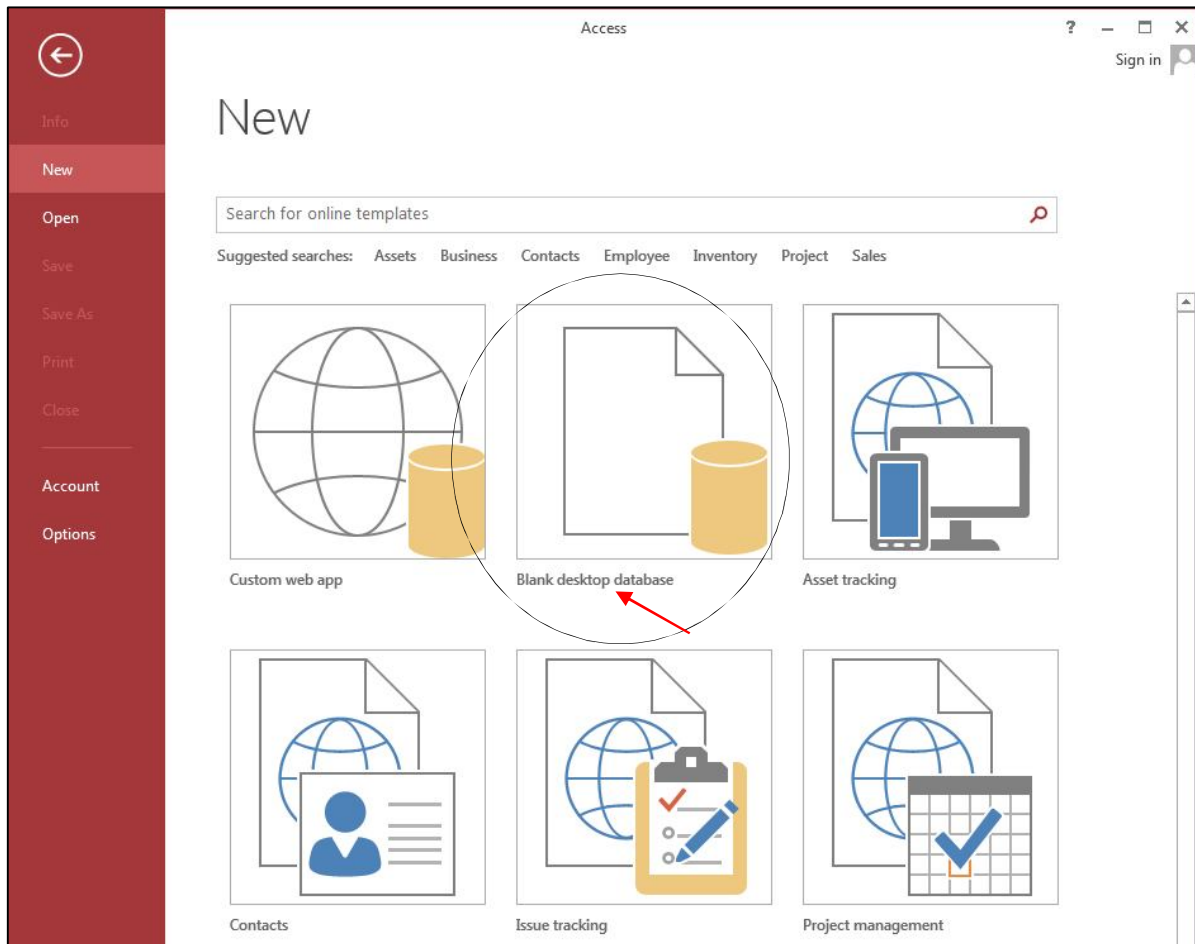 Access
?
Sign in
Info
New
Open
Save
Save As
Print
Close
Account
Options
New
Search for online templates
Suggested searches: Assets Business Contacts Employee Inventory Project Sales
Custom web app Blank desktop database Asset tracking
Contacts Issue tracking Project management